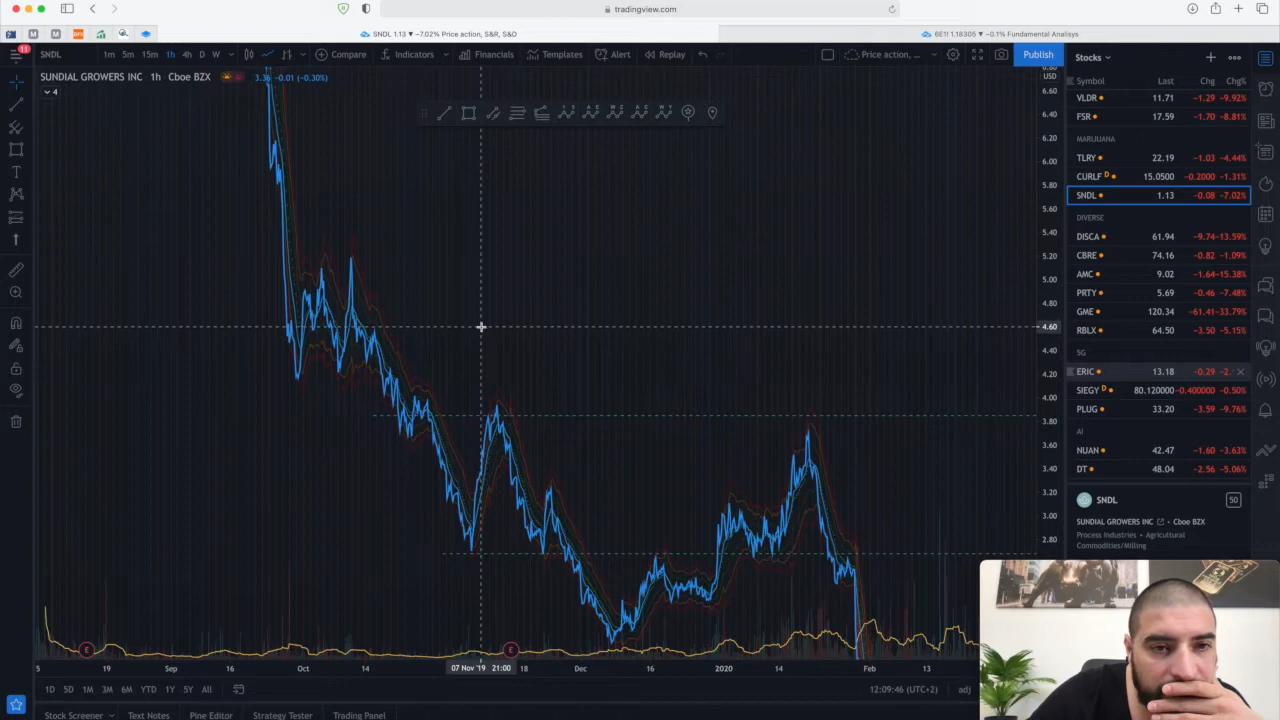 tradingview.com
SNDL 1.13 ▼ −7.02% Price action, S&R, S&O
6E1! 1.18305 ▼ −0.1% Fundamental Analisys
11
SNDL
1m 5m 15m 1h 4h D W
Compare
Indicators
Financials
Templates
Alert
Replay
Price action, ...
Publish
Stocks
SUNDIAL GROWERS INC 1h Cboe BZX
3.36 −0.01 (−0.30%)
4
USD
6.60
6.40
6.20
6.00
5.80
5.60
5.40
5.20
5.00
4.80
4.60
4.40
4.20
4.00
3.80
3.60
3.40
3.20
3.00
2.80
Symbol Last Chg Chg%
VLDR 11.71 −1.29 −9.92%
FSR 17.59 −1.70 −8.81%
MARIJUANA
TLRY 22.19 −1.03 −4.44%
CURLF D 15.0500 −0.2000 −1.31%
SNDL 1.13 −0.08 −7.02%
DIVERSE
DISCA 61.94 −9.74 −13.59%
CBRE 74.16 −0.82 −1.09%
AMC 9.02 −1.64 −15.38%
PRTY 5.69 −0.46 −7.48%
GME 120.34 −61.41 −33.79%
RBLX 64.50 −3.50 −5.15%
5G
ERIC 13.18 −0.29 −2.
SIEGY D 80.120000 −0.400000 −0.50%
PLUG 33.20 −3.59 −9.76%
AI
NUAN 42.47 −1.60 −3.63%
DT 48.04 −2.56 −5.06%
SNDL
50
SUNDIAL GROWERS INC Cboe BZX
Process Industries • Agricultural
Commodities/Milling
E
E
5 19 Sep 16 Oct 14 07 Nov '19 21:00 18 Dec 16 2020 14 Feb 13
1D 5D 1M 3M 6M YTD 1Y 5Y All
12:09:46 (UTC+2)
adj
Stock Screener
Text Notes
Pine Editor
Strategy Tester
Trading Panel